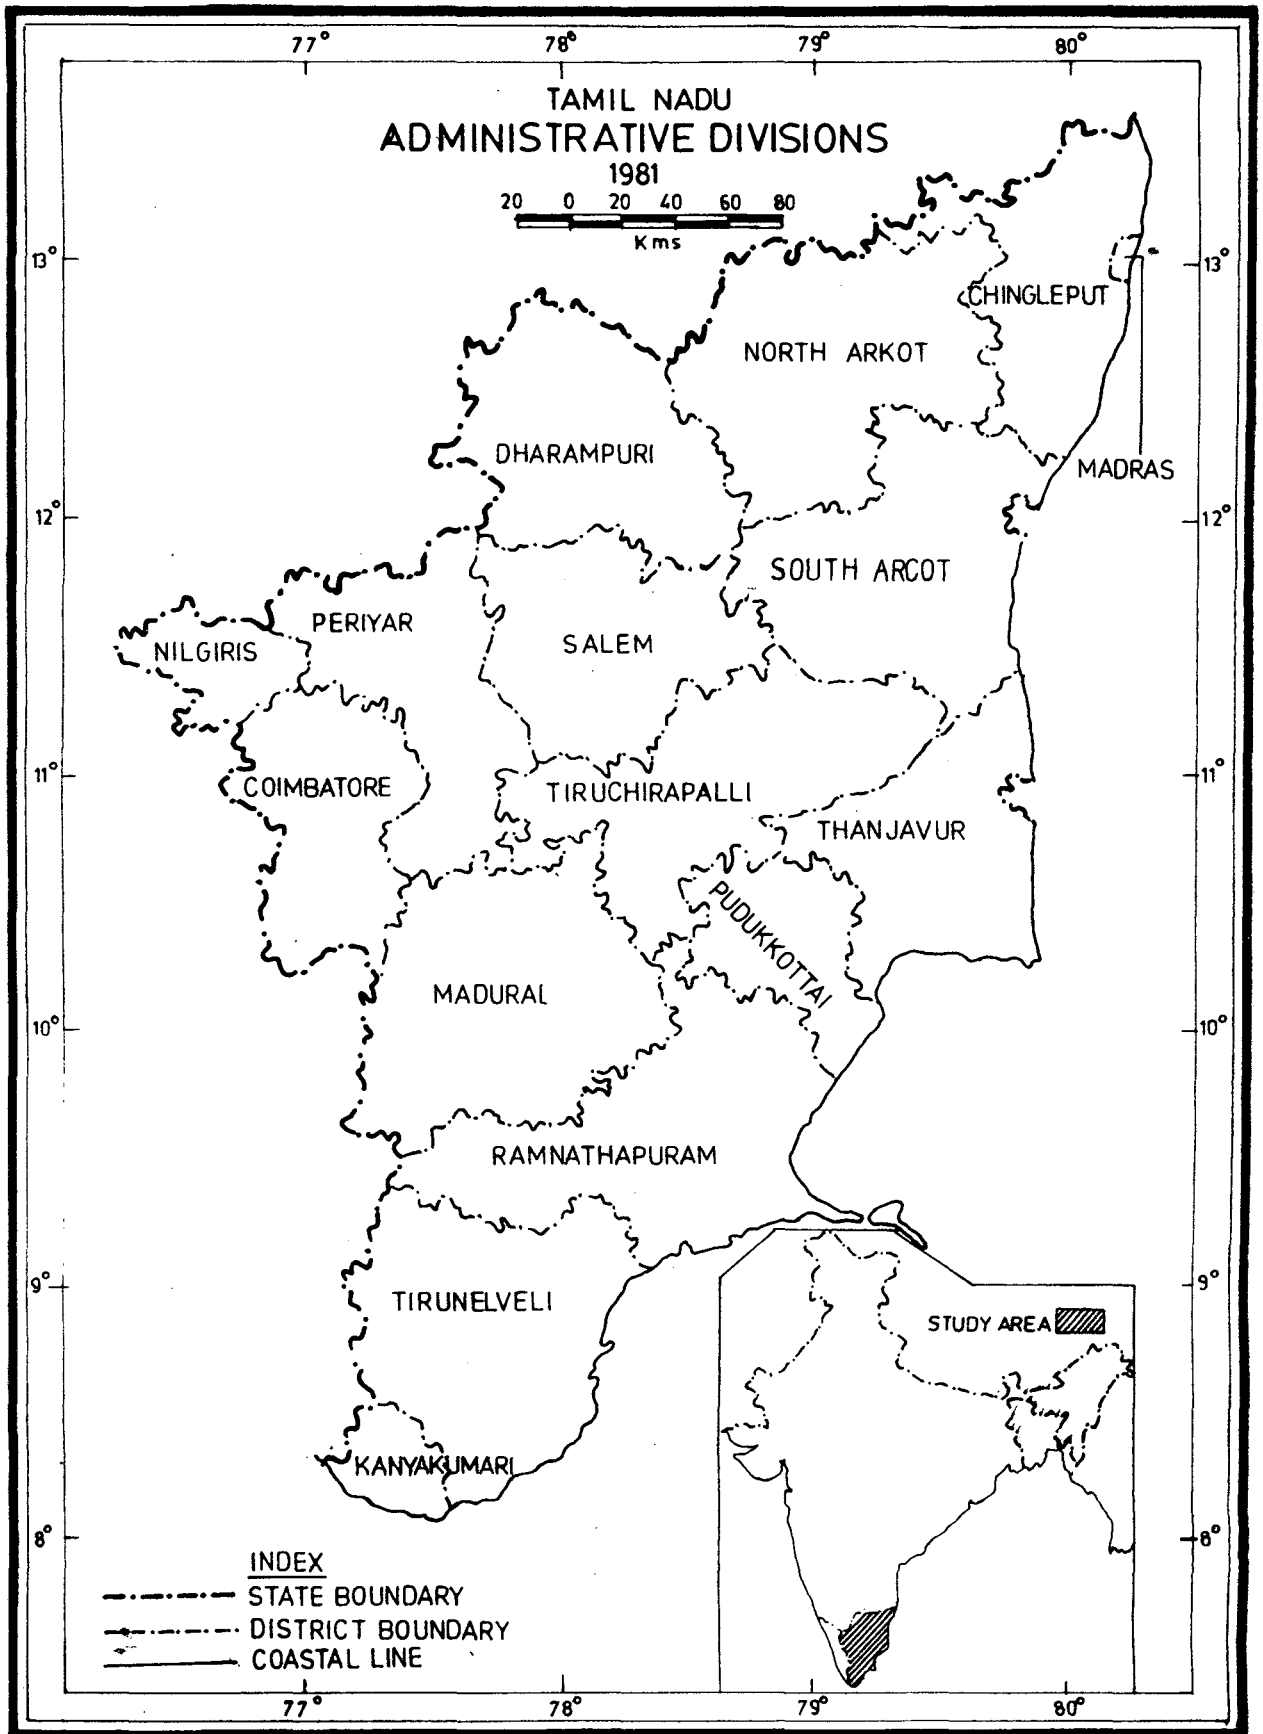 77° 78° 79° 80°
TAMIL NADU
ADMINISTRATIVE DIVISIONS
1981
20 0 20 40 60 80
Kms
13° 13°
CHINGLEPUT
NORTH ARKOT
DHARAMPURI
MADRAS
12° 12°
SOUTH ARCOT
PERIYAR
SALEM
NILGIRIS
11° 11°
COIMBATORE
TIRUCHIRAPALLI
THANJAVUR
PUDUKKOTTAI
MADURAI
10° 10°
RAMNATHAPURAM
9° 9°
TIRUNELVELI
STUDY AREA
KANYAKUMARI
8° 8°
INDEX
STATE BOUNDARY
DISTRICT BOUNDARY
COASTAL LINE
77° 78° 79° 80°